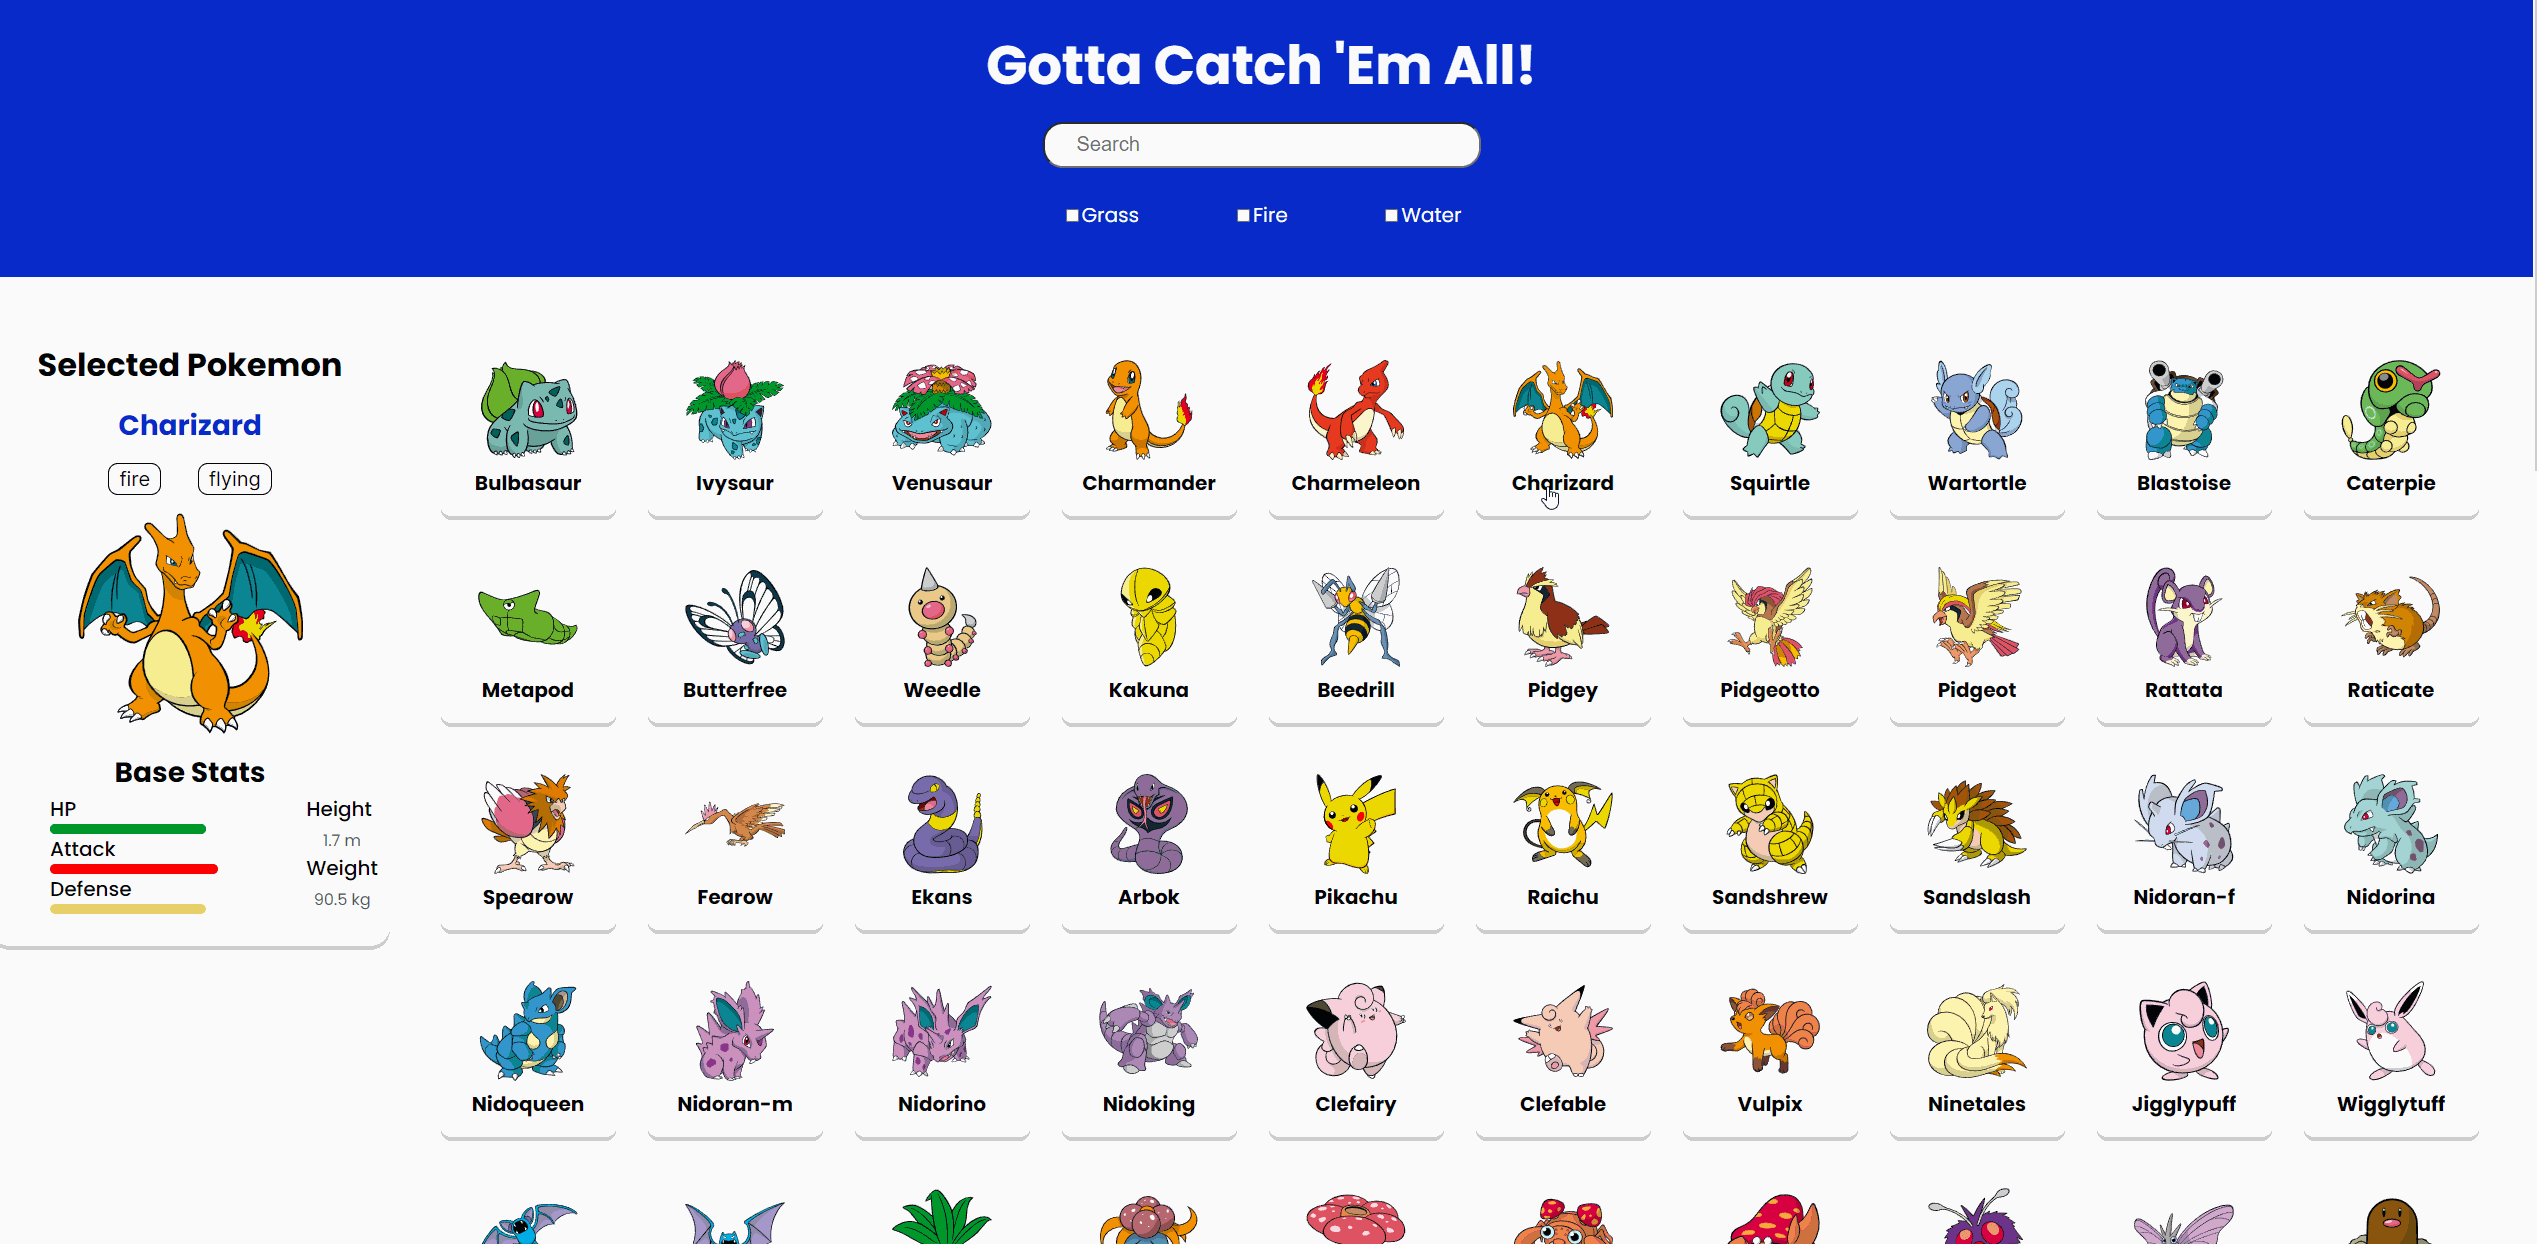 Gotta Catch 'Em All!
Search
Grass Fire Water
Selected Pokemon
Charizard
fire flying
Base Stats
HP
Attack
Defense
Height
1.7 m
Weight
90.5 kg
Bulbasaur Ivysaur Venusaur Charmander Charmeleon Charizard Squirtle Wartortle Blastoise Caterpie
Metapod Butterfree Weedle Kakuna Beedrill Pidgey Pidgeotto Pidgeot Rattata Raticate
Spearow Fearow Ekans Arbok Pikachu Raichu Sandshrew Sandslash Nidoran-f Nidorina
Nidoqueen Nidoran-m Nidorino Nidoking Clefairy Clefable Vulpix Ninetales Jigglypuff Wigglytuff